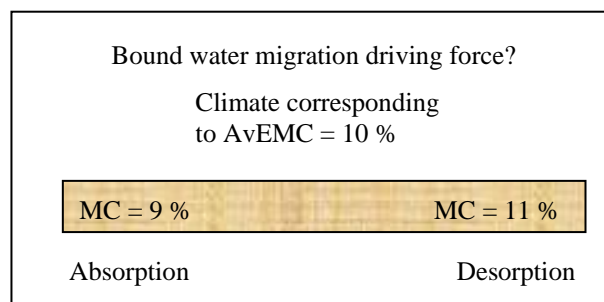 Bound water migration driving force?
Climate corresponding
to AvEMC = 10 %
MC = 9 % MC = 11 %
Absorption Desorption